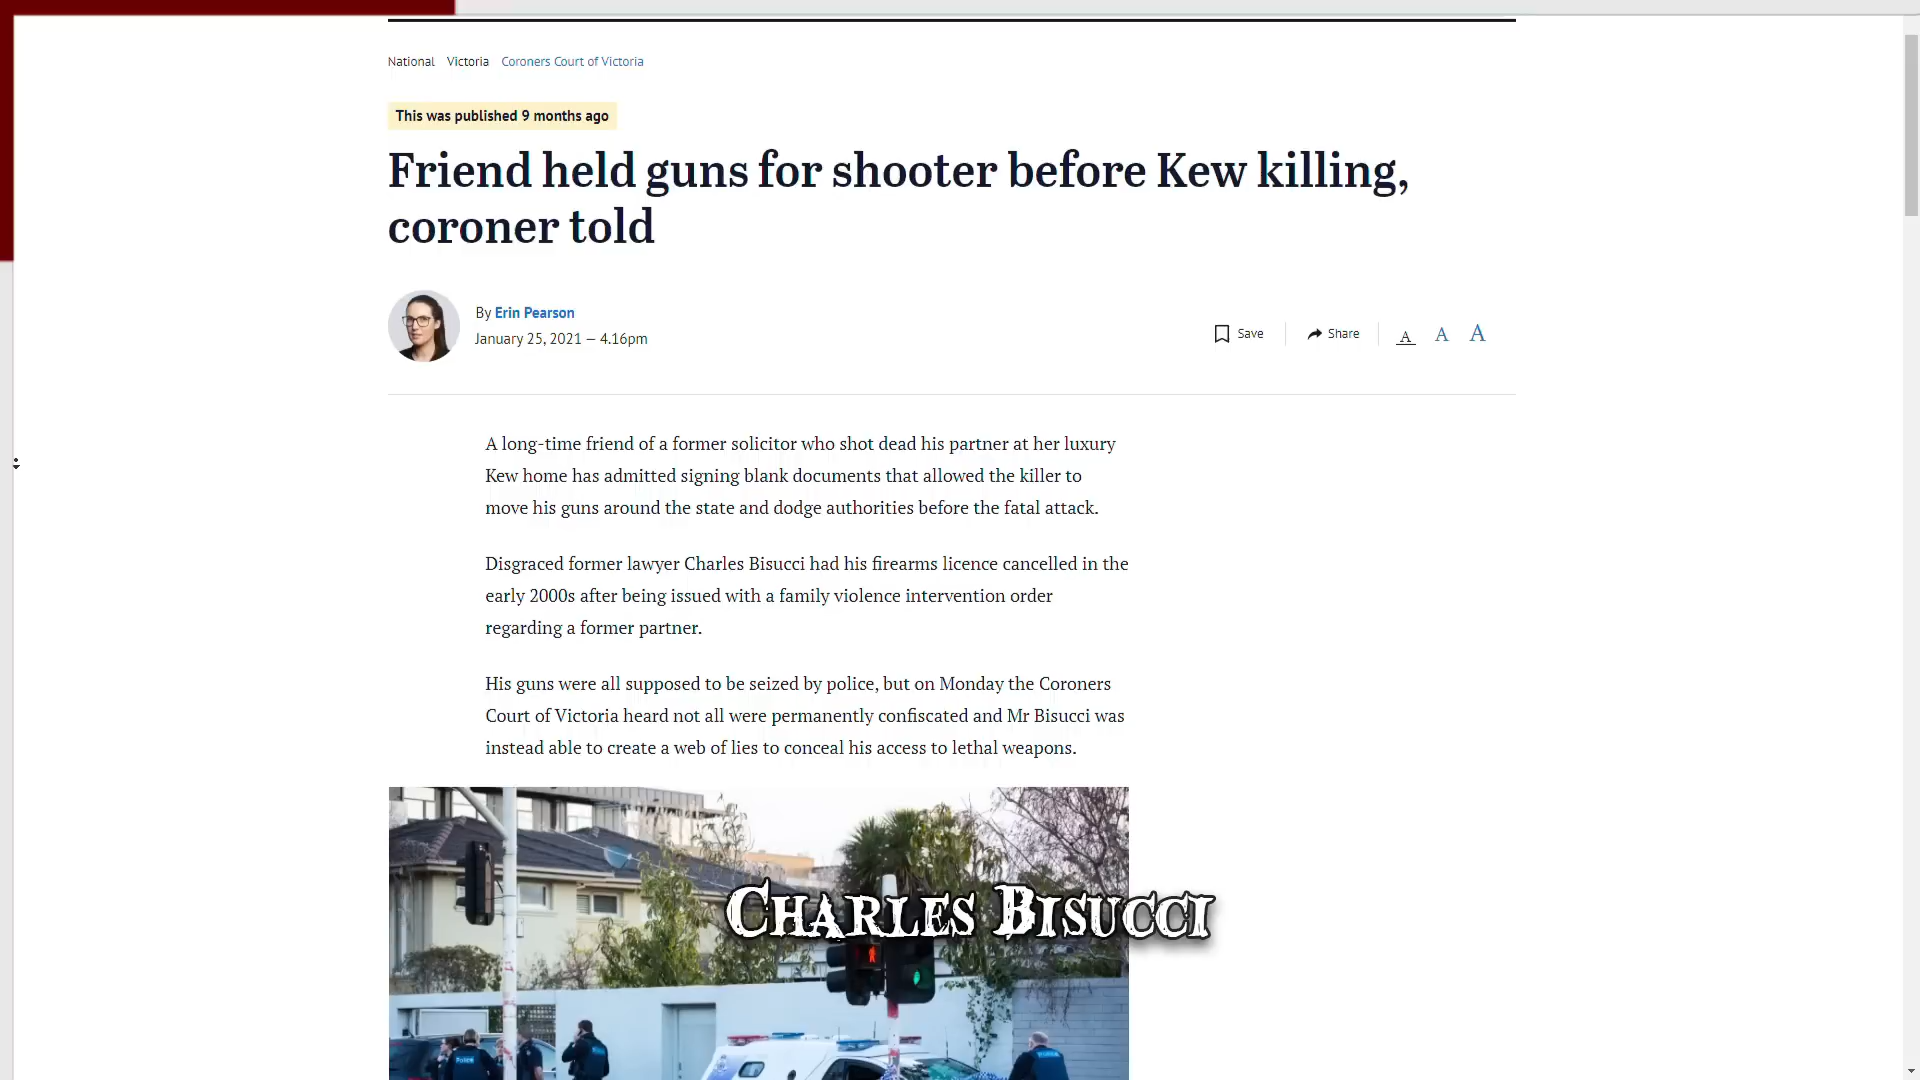 National Victoria Coroners Court of Victoria
This was published 9 months ago
Friend held guns for shooter before Kew killing,
coroner told
By Erin Pearson
January 25, 2021 — 4.16pm
Save Share A A A
A long-time friend of a former solicitor who shot dead his partner at her luxury
Kew home has admitted signing blank documents that allowed the killer to
move his guns around the state and dodge authorities before the fatal attack.
Disgraced former lawyer Charles Bisucci had his firearms licence cancelled in the
early 2000s after being issued with a family violence intervention order
regarding a former partner.
His guns were all supposed to be seized by police, but on Monday the Coroners
Court of Victoria heard not all were permanently confiscated and Mr Bisucci was
instead able to create a web of lies to conceal his access to lethal weapons.
Charles Bisucci
Police